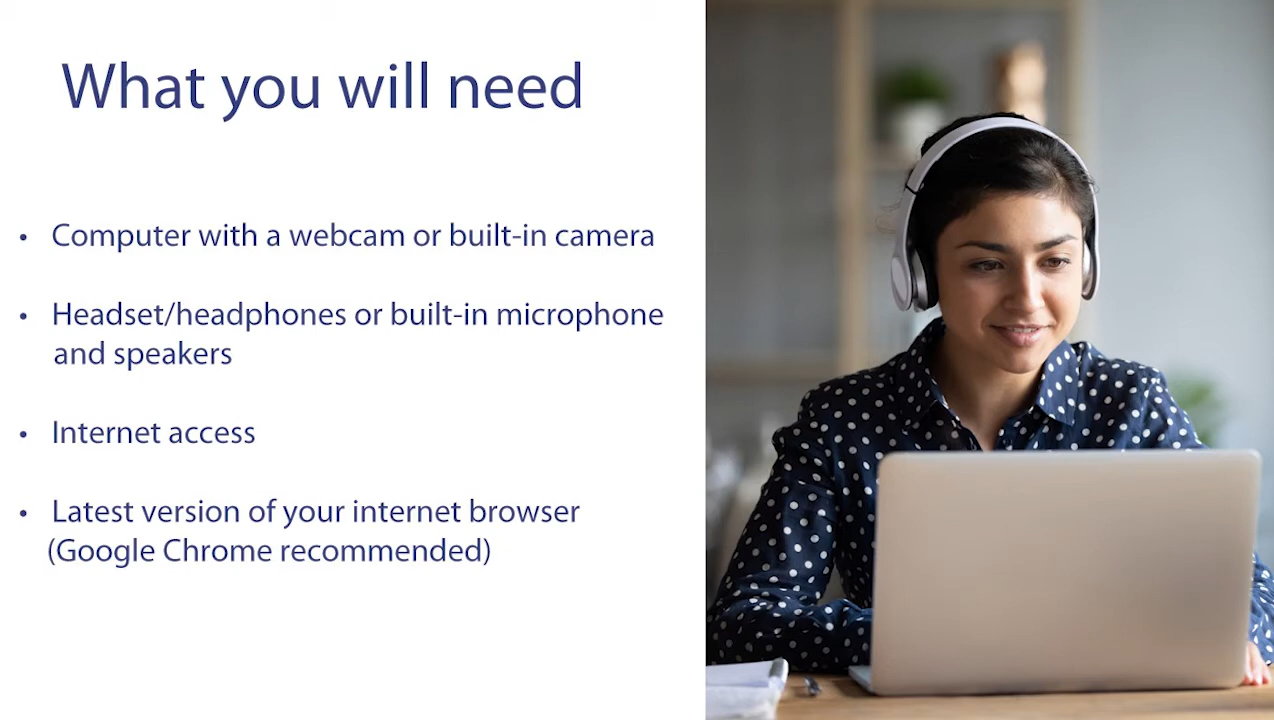 What you will need
• Computer with a webcam or built-in camera
• Headset/headphones or built-in microphone
and speakers
• Internet access
• Latest version of your internet browser
(Google Chrome recommended)